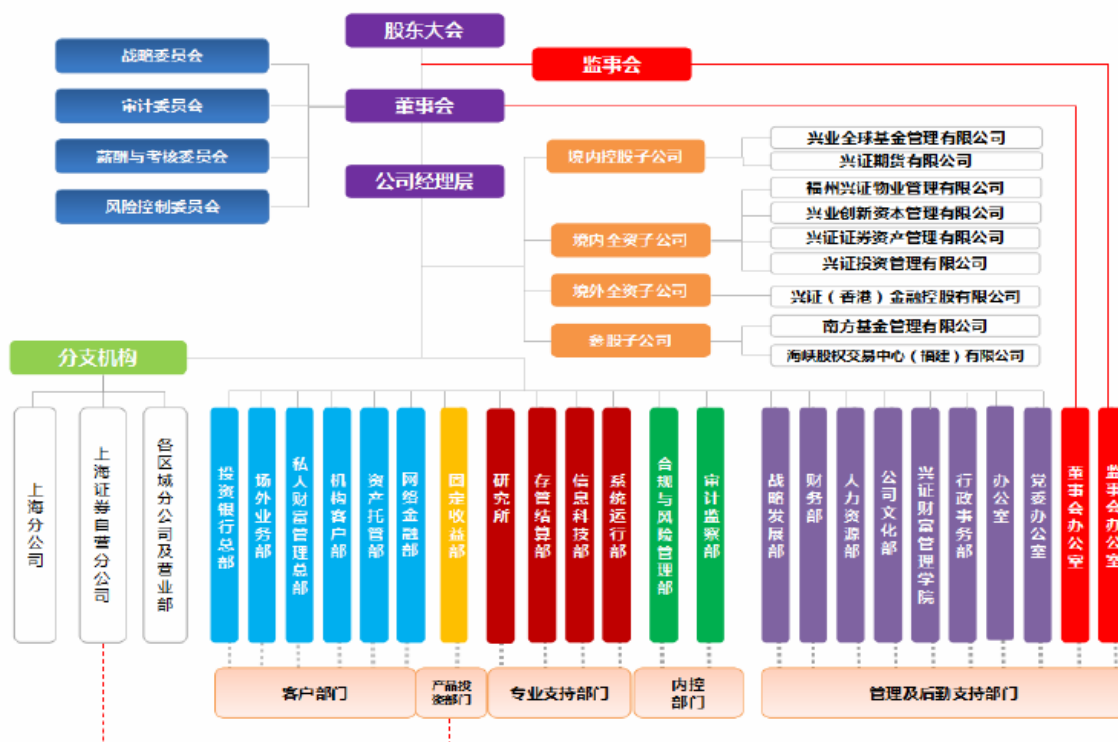 股东大会
监事会
战略委员会
审计委员会
薪酬与考核委员会
风险控制委员会
董事会
公司经理层
境内控股子公司
兴业全球基金管理有限公司
兴证期货有限公司
境内全资子公司
福州兴证物业管理有限公司
兴业创新资本管理有限公司
兴证证券资产管理有限公司
兴证投资管理有限公司
境外全资子公司
兴证（香港）金融控股有限公司
参股子公司
南方基金管理有限公司
海峡股权交易中心（福建）有限公司
分支机构
上海分公司
上海证券自营分公司
各区域分公司及营业部
投资银行总部
场外业务部
私人财富管理总部
机构客户部
资产托管部
网络金融部
固定收益部
研究所
存管结算部
信息科技部
系统运行部
合规与风险管理部
审计监察部
战略发展部
财务部
人力资源部
公司文化部
兴证财富管理学院
行政事务部
办公室
党委办公室
董事会办公室
监事会办公室
客户部门
产品投
资部门
专业支持部门
内控
部门
管理及后勤支持部门